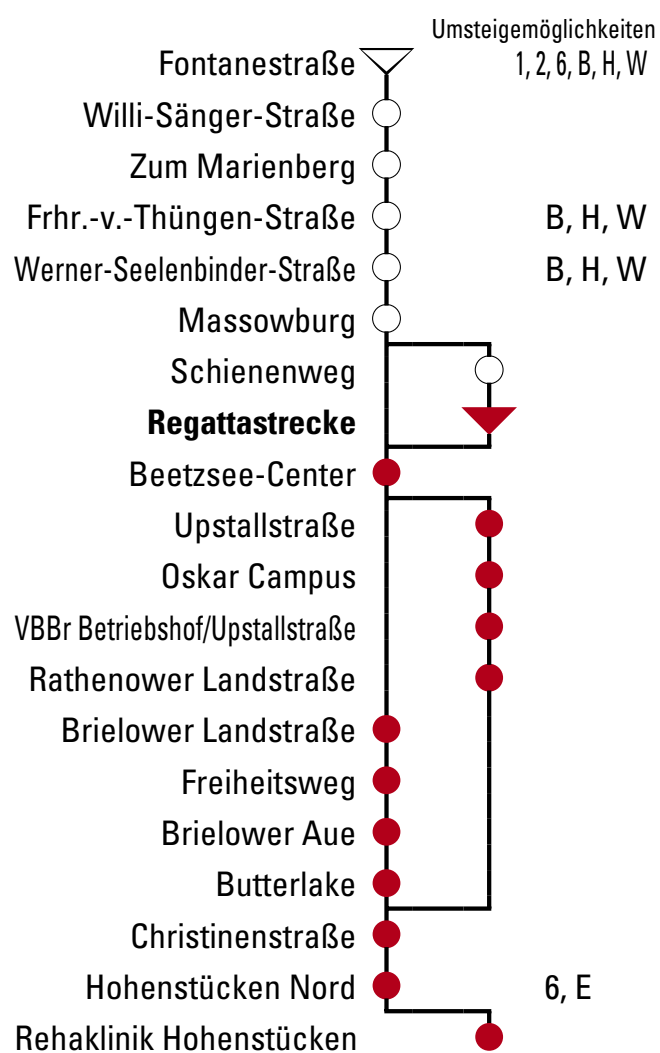 Umsteigemöglichkeiten
Fontanestraße 1, 2, 6, B, H, W
Willi-Sänger-Straße
Zum Marienberg
Frhr.-v.-Thüngen-Straße B, H, W
Werner-Seelenbinder-Straße B, H, W
Massowburg
Schienenweg
Regattastrecke
Beetzsee-Center
Upstallstraße
Oskar Campus
VBBr Betriebshof/Upstallstraße
Rathenower Landstraße
Brielower Landstraße
Freiheitsweg
Brielower Aue
Butterlake
Christinenstraße
Hohenstücken Nord 6, E
Rehaklinik Hohenstücken